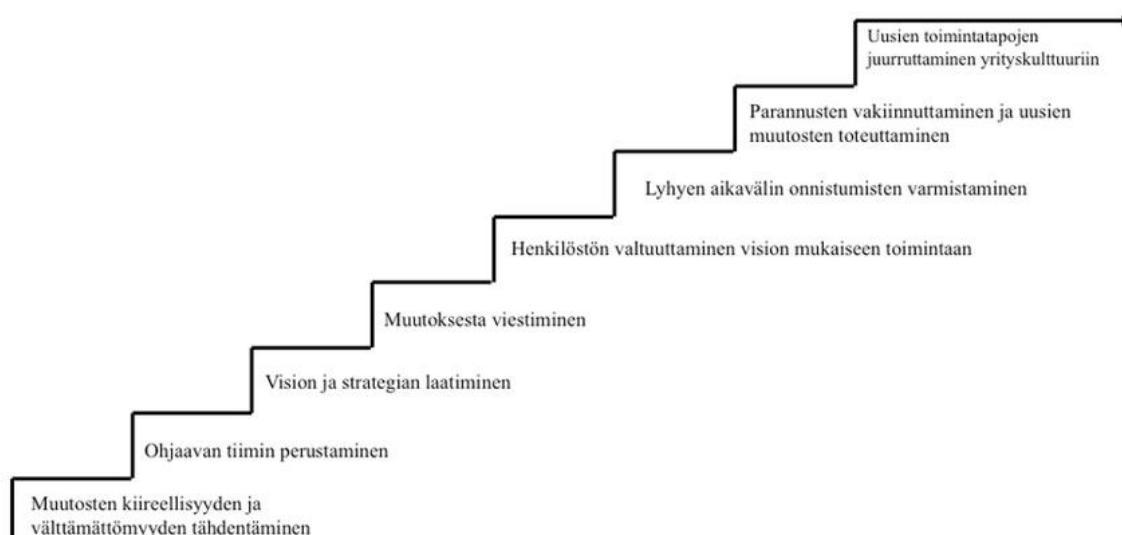 Uusien toimintatapojen
juurruttaminen yrityskulttuuriin
Parannusten vakiinnuttaminen ja uusien
muutosten toteuttaminen
Lyhyen aikavälin onnistumisten varmistaminen
Henkilöstön valtuuttaminen vision mukaiseen toimintaan
Muutoksesta viestiminen
Vision ja strategian laatiminen
Ohjaavan tiimin perustaminen
Muutosten kiireellisyyden ja
välttämättömyyden tähdentäminen